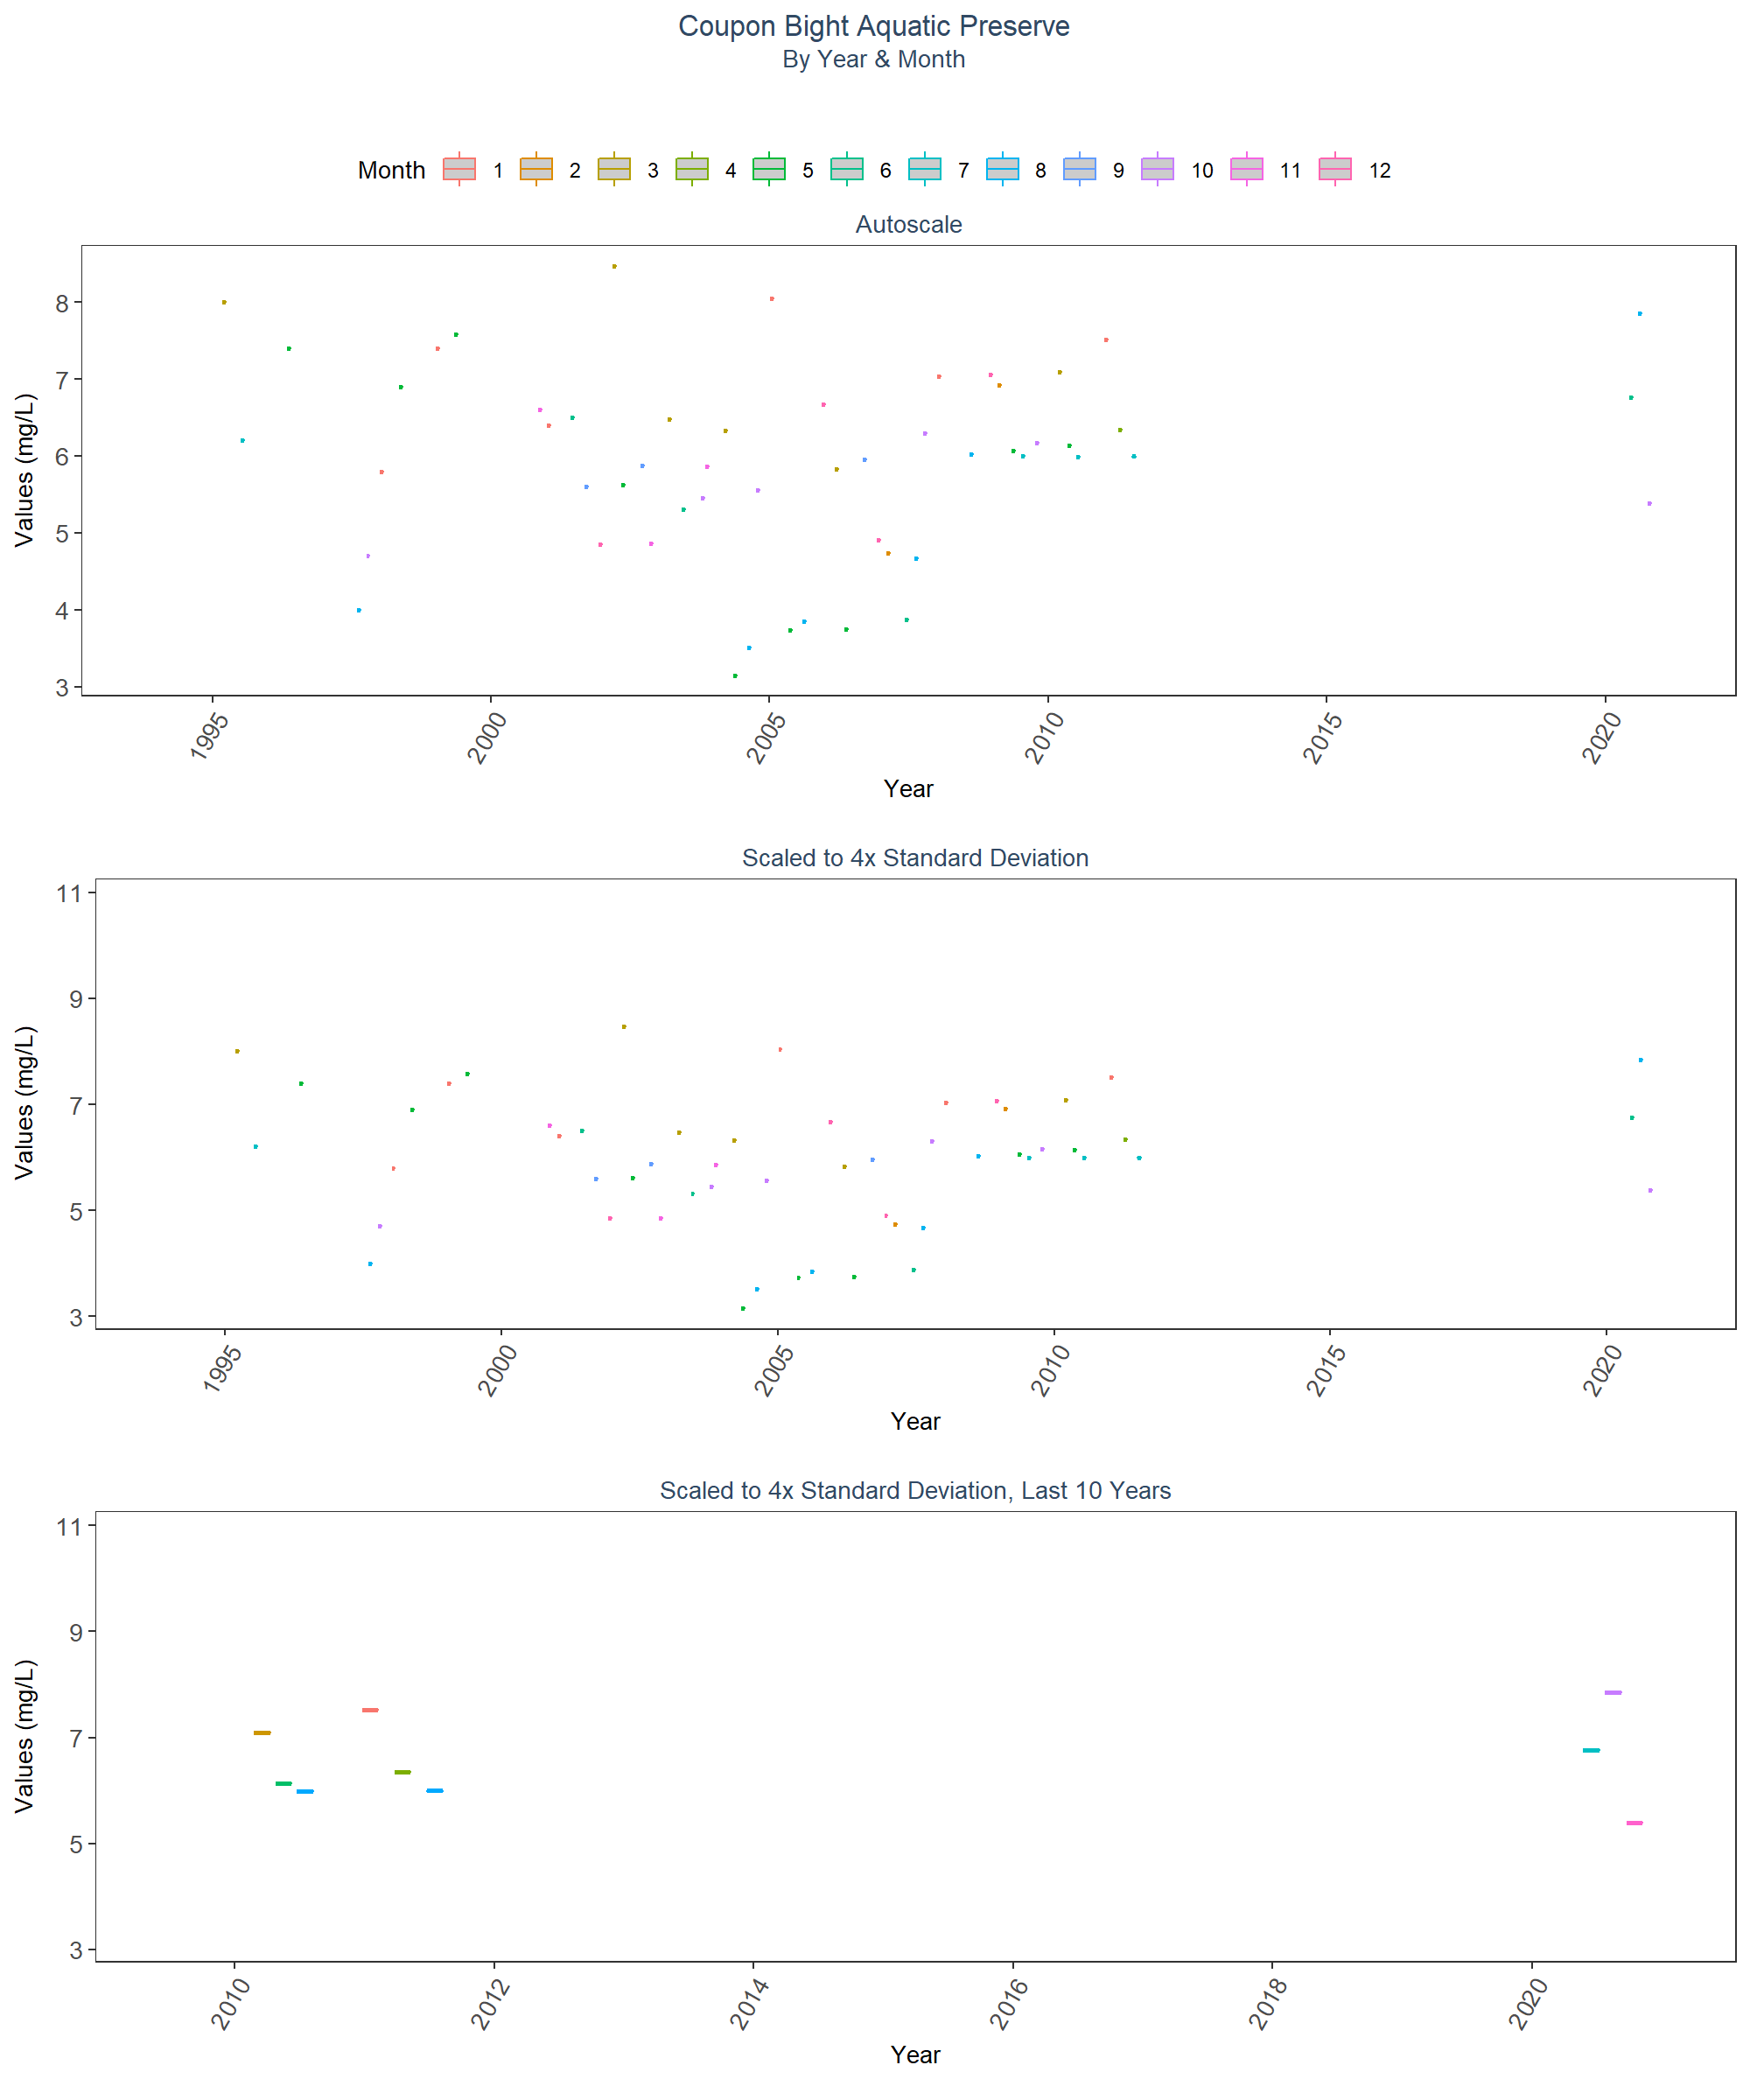 Coupon Bight Aquatic Preserve
By Year & Month
Month 1 2 3 4 5 6 7 8 9 10 11 12
Autoscale
Values (mg/L)
8
7
6
5
4
3
1995 2000 2005 2010 2015 2020
Year
Scaled to 4x Standard Deviation
Values (mg/L)
11
9
7
5
3
1995 2000 2005 2010 2015 2020
Year
Scaled to 4x Standard Deviation, Last 10 Years
Values (mg/L)
11
9
7
5
3
2010 2012 2014 2016 2018 2020
Year